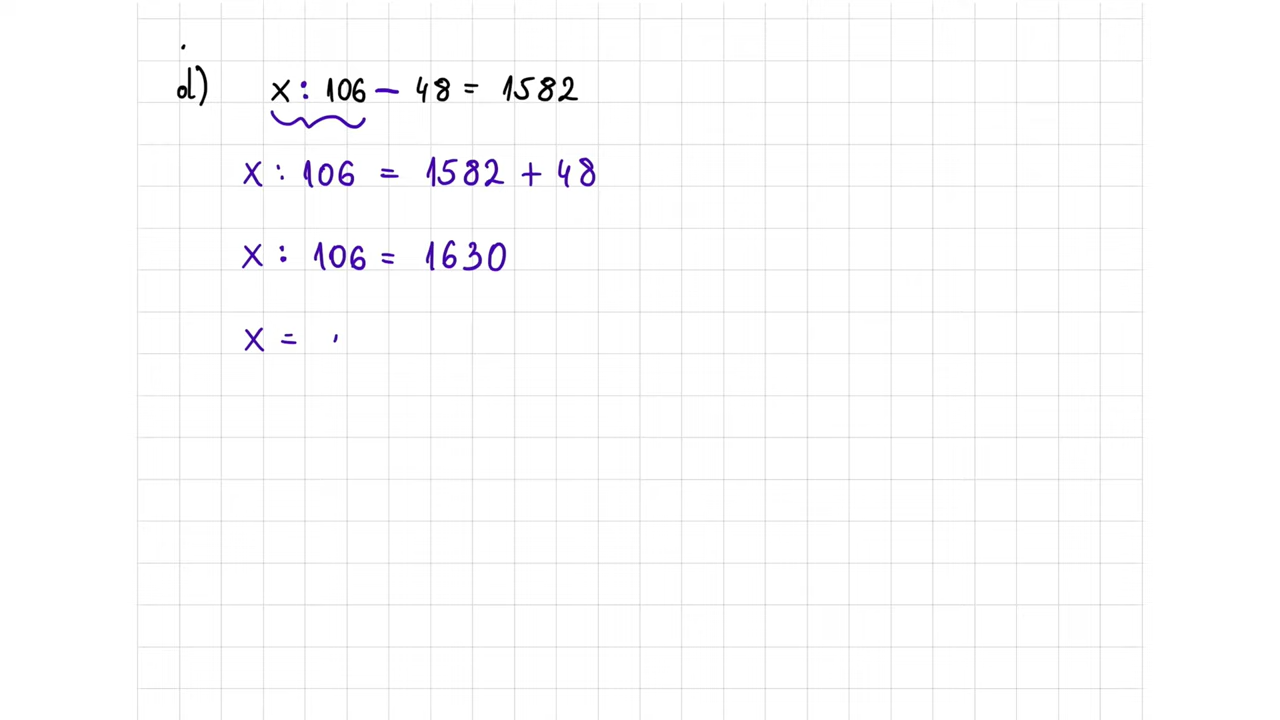 d) x : 106 - 48 = 1582
x : 106 = 1582 + 48
x : 106 = 1630
x =